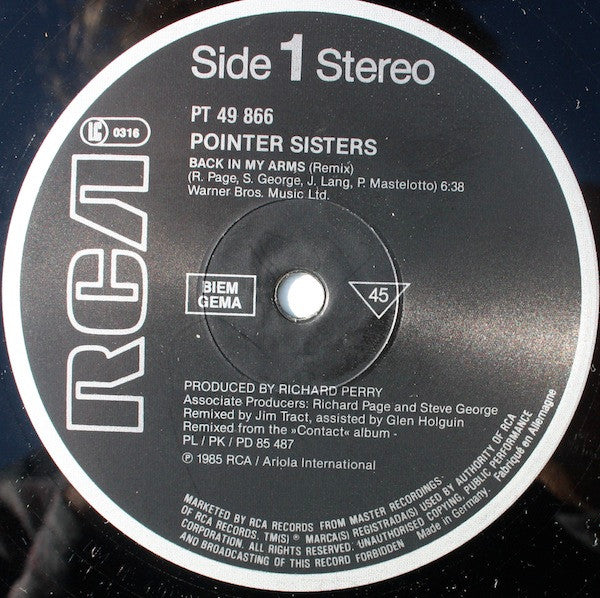 Side 1 Stereo
PT 49 866
LC 0316
POINTER SISTERS
BACK IN MY ARMS (Remix)
(R. Page, S. George, J. Lang, P. Mastelotto) 6:38
Warner Bros. Music Ltd.
RCA
BIEM
GEMA
45
PRODUCED BY RICHARD PERRY
Associate Producers: Richard Page and Steve George
Remixed by Jim Tract, assisted by Glen Holguin
Remixed from the »Contact« album -
PL / PK / PD 85 487
℗ 1985 RCA / Ariola International
MARKETED BY RCA RECORDS FROM MASTER RECORDINGS
OF RCA RECORDS. TM(S) ® MARCA(S) REGISTRADA(S) USED BY AUTHORITY OF RCA
CORPORATION. ALL RIGHTS RESERVED. UNAUTHORISED COPYING, PUBLIC PERFORMANCE
AND BROADCASTING OF THIS RECORD FORBIDDEN
Made in Germany. Fabriqué en Allemagne